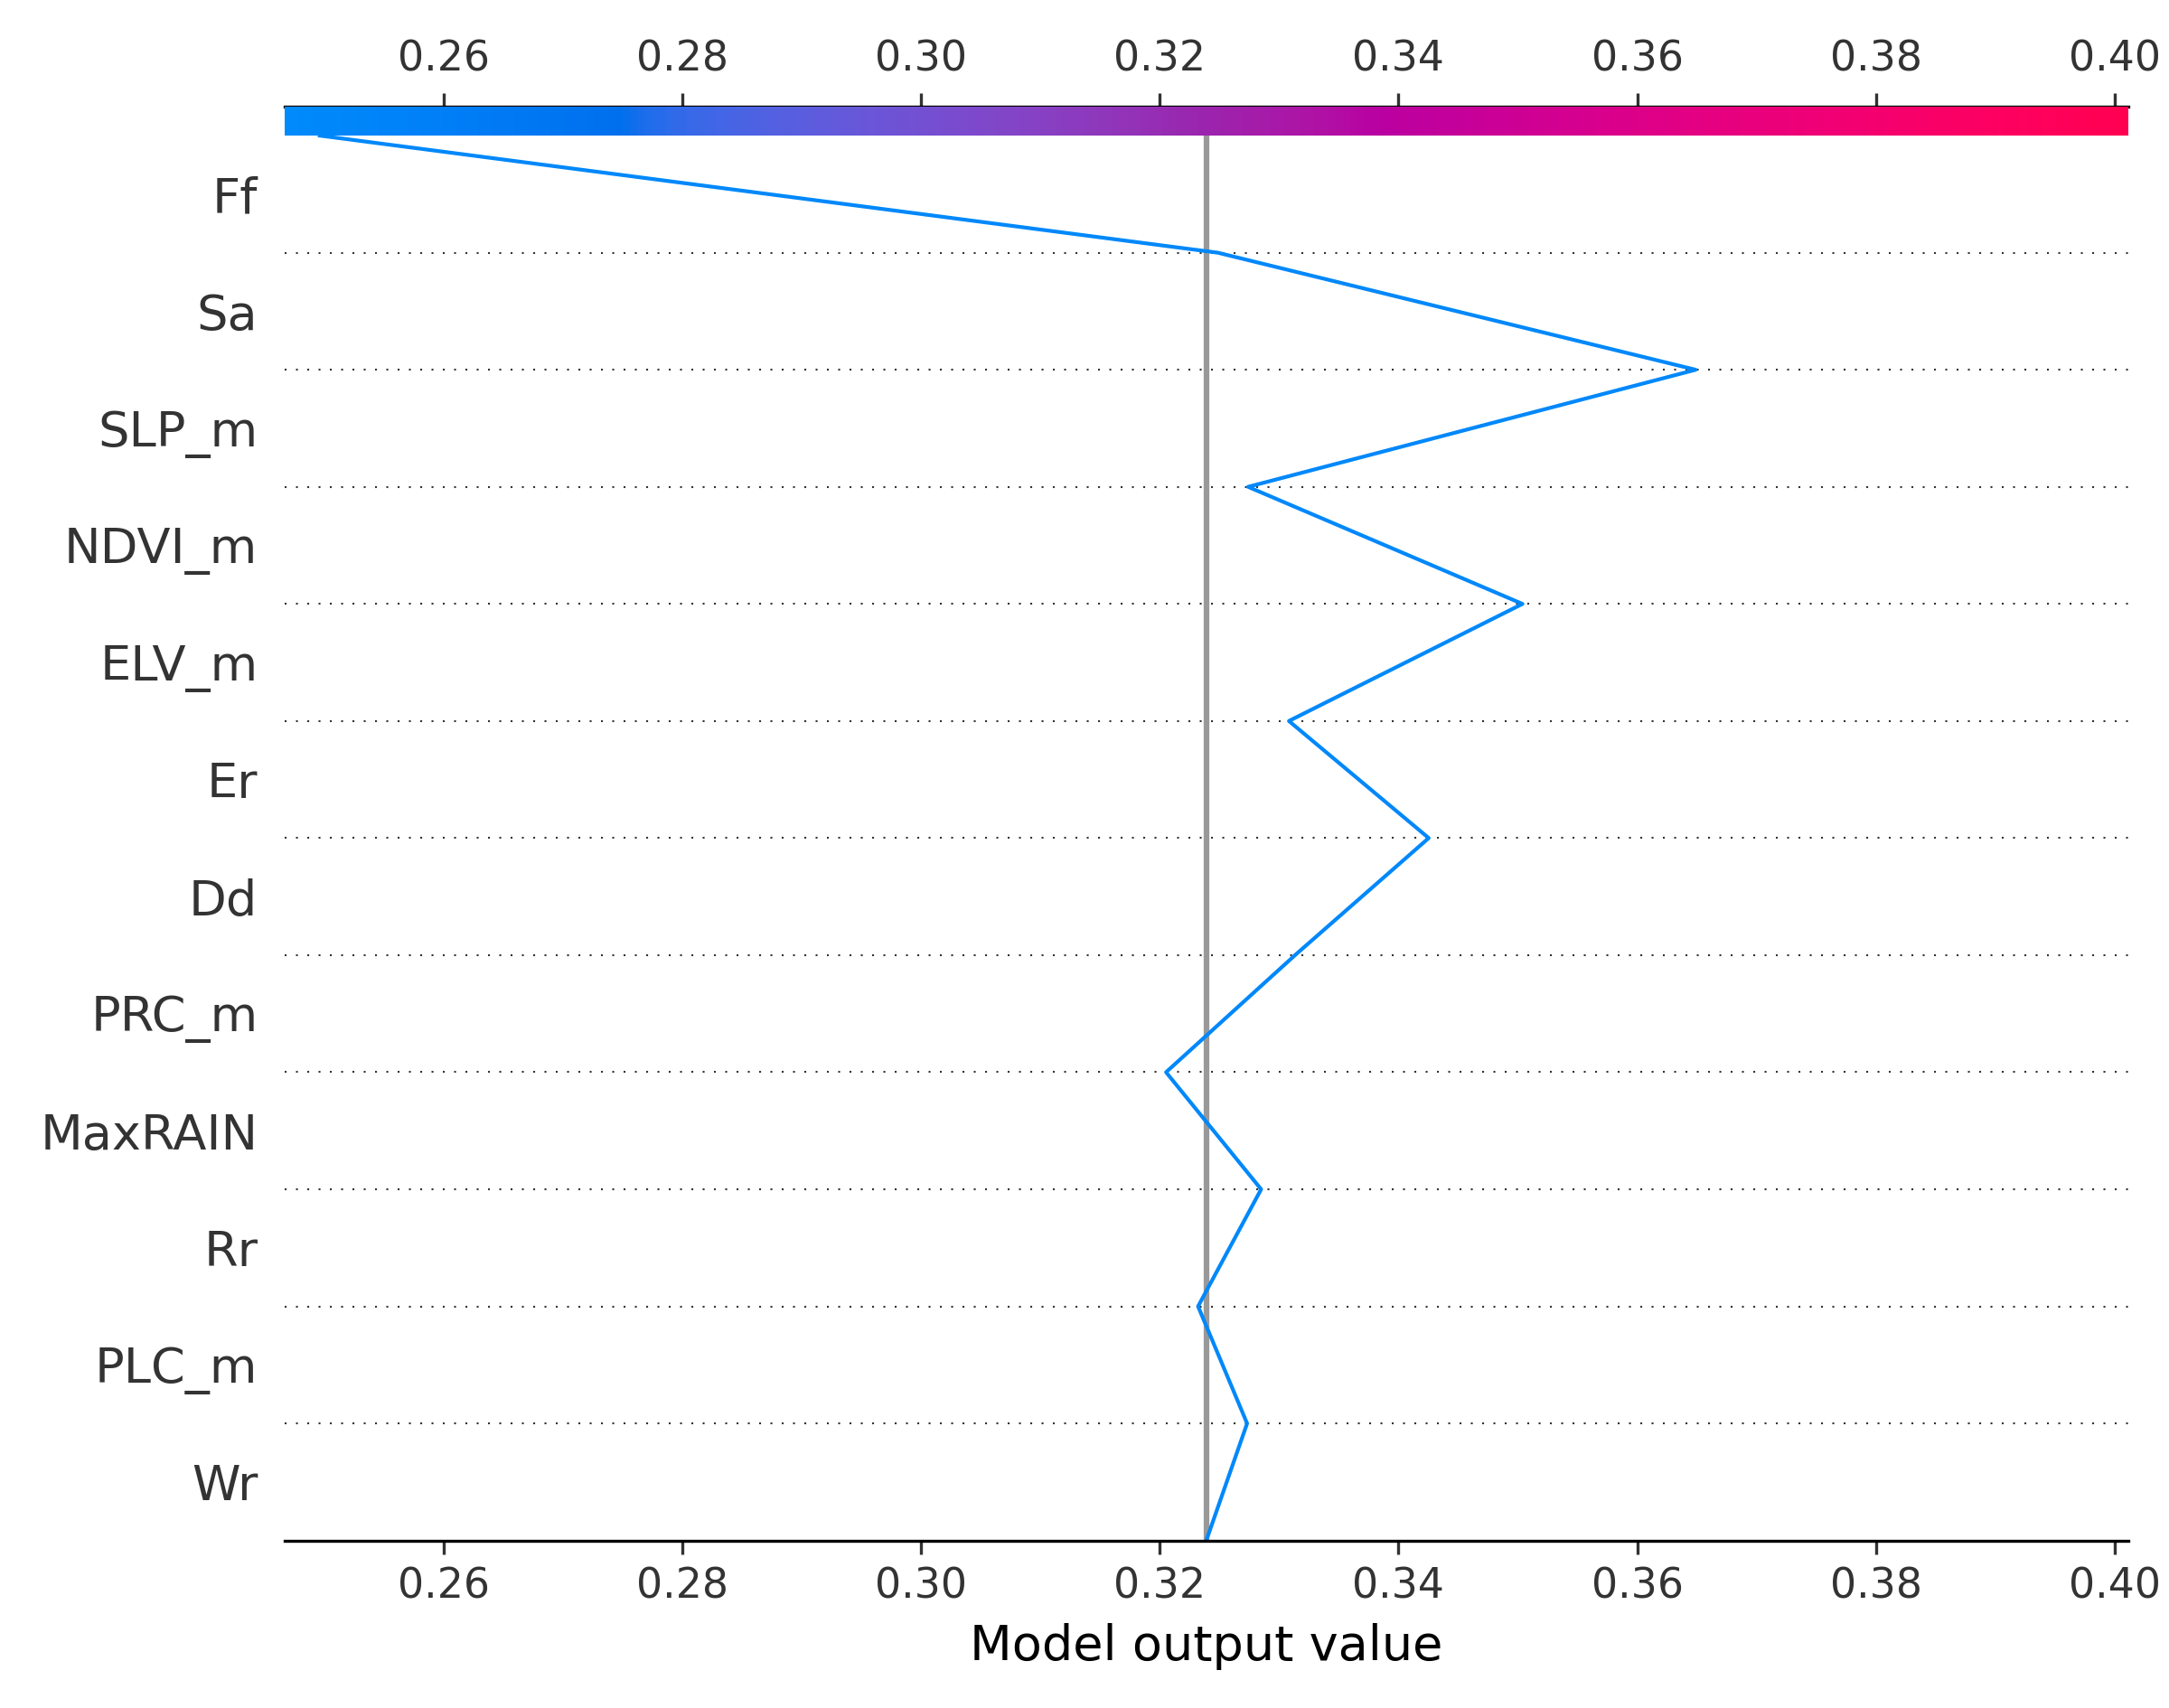 0.26 0.28 0.30 0.32 0.34 0.36 0.38 0.40
Ff
Sa
SLP_m
NDVI_m
ELV_m
Er
Dd
PRC_m
MaxRAIN
Rr
PLC_m
Wr
0.26 0.28 0.30 0.32 0.34 0.36 0.38 0.40
Model output value